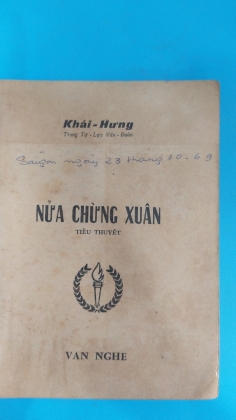 Khái-Hưng
Trong Tự-Lực Văn-Đoàn
Saigon ngày 23 tháng 10-69
NỬA CHỪNG XUÂN
TIỂU THUYẾT
VAN NGHE